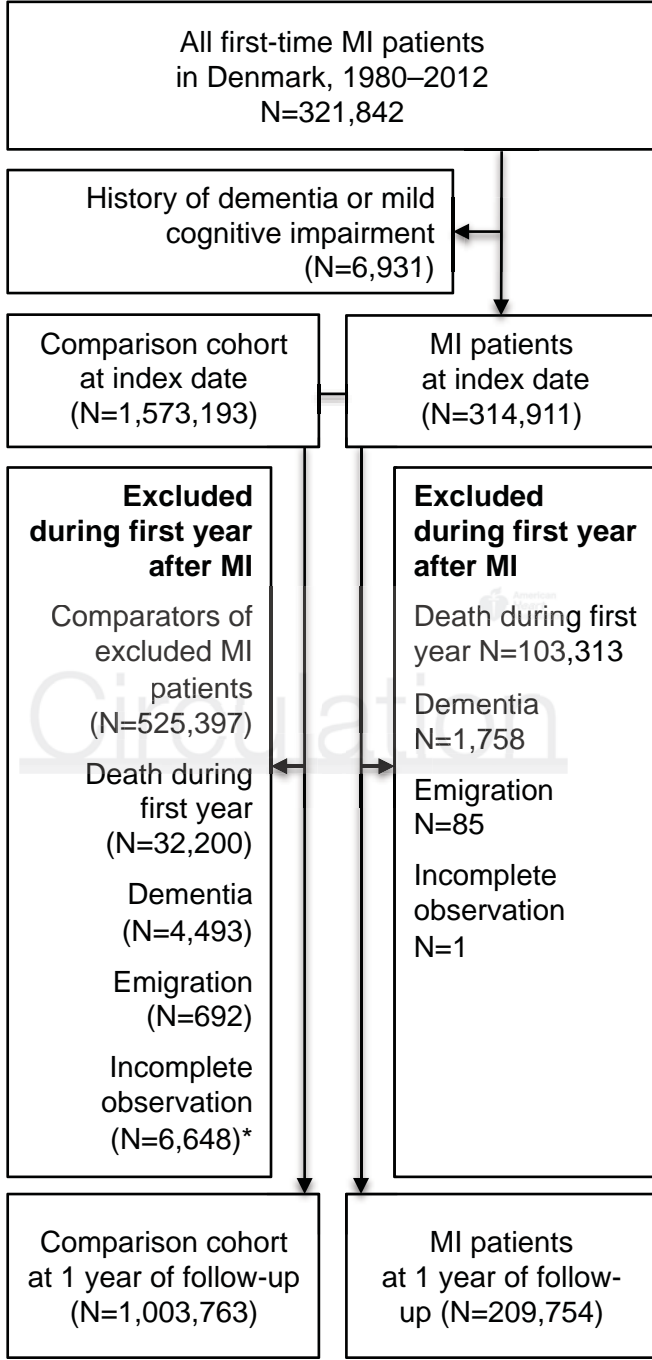 All first-time MI patients
in Denmark, 1980–2012
N=321,842
History of dementia or mild
cognitive impairment
(N=6,931)
Comparison cohort
at index date
(N=1,573,193)
MI patients
at index date
(N=314,911)
Excluded
during first year
after MI
Comparators of
excluded MI
patients
(N=525,397)
Death during
first year
(N=32,200)
Dementia
(N=4,493)
Emigration
(N=692)
Incomplete
observation
(N=6,648)*
Excluded
during first year
after MI
Death during first
year N=103,313
Dementia
N=1,758
Emigration
N=85
Incomplete
observation
N=1
Circulation
American
Comparison cohort
at 1 year of follow-up
(N=1,003,763)
MI patients
at 1 year of follow-
up (N=209,754)